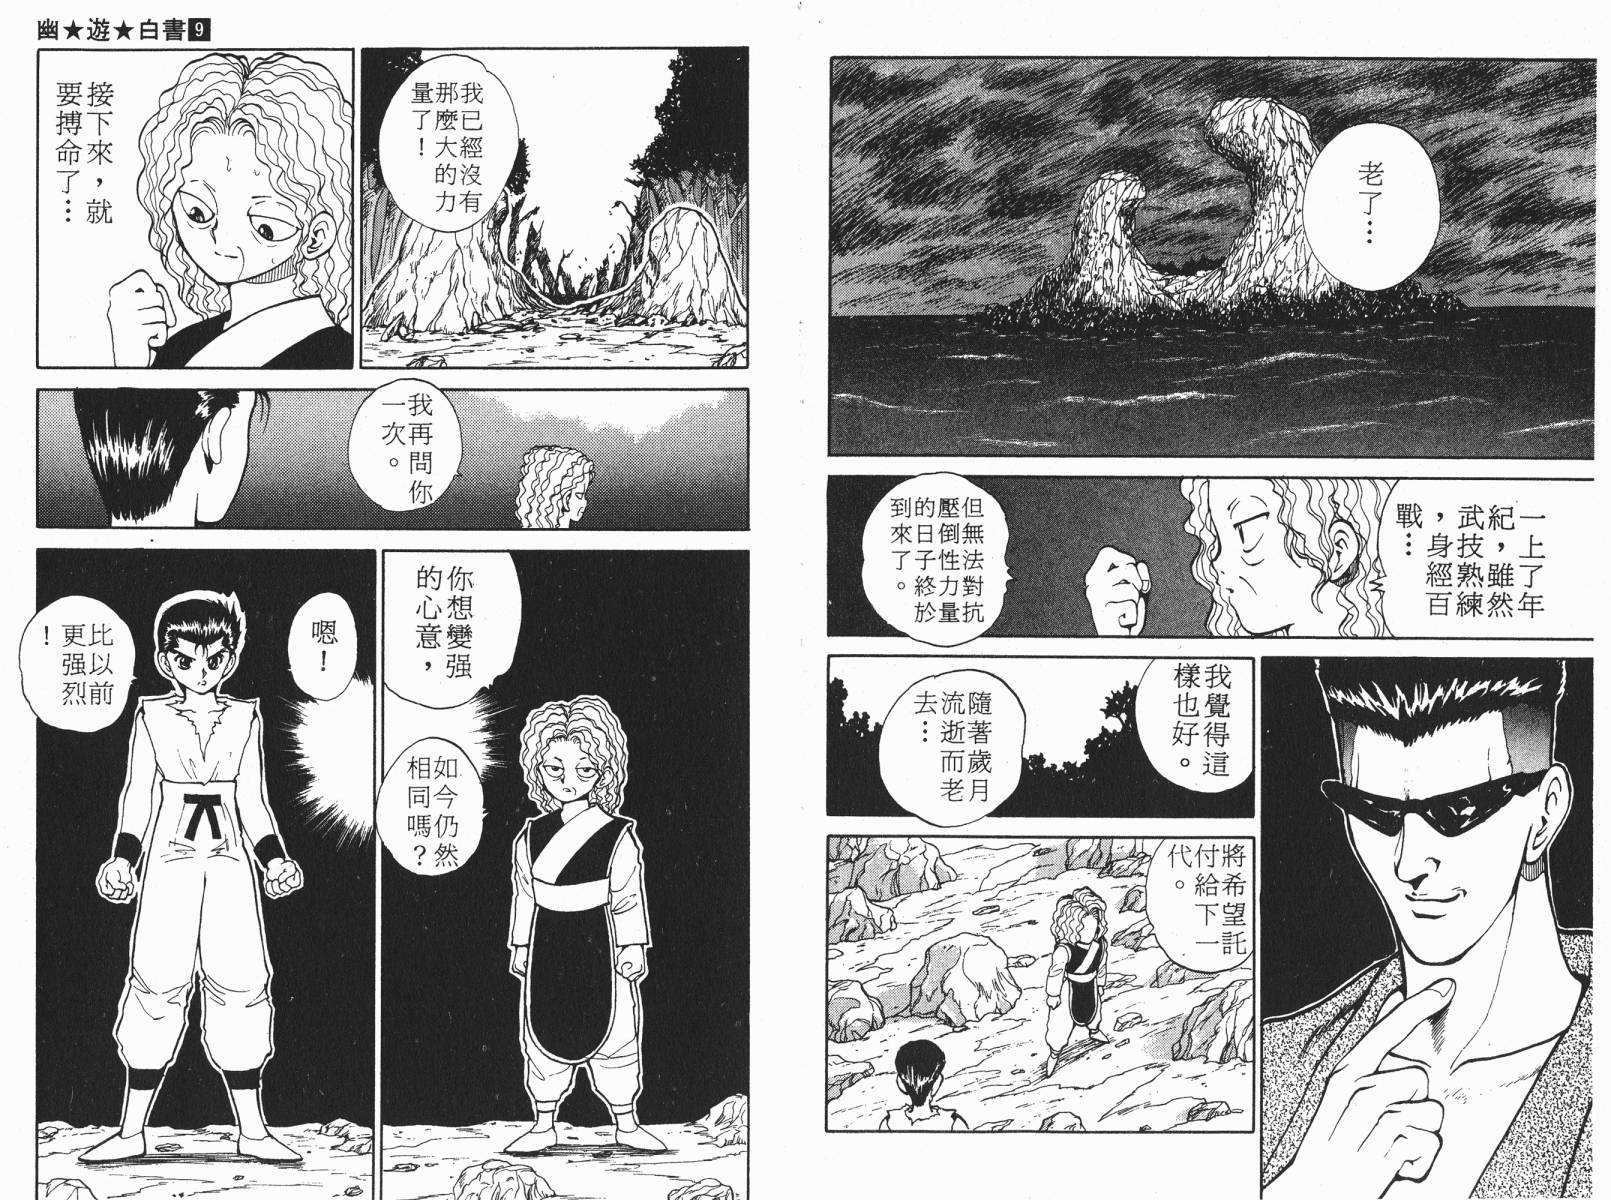 幽★遊★白書9
老了…
一上了年
紀，雖然
武技熟練
，身經百
戰…
但無法對抗
壓倒性力量
的日子終於
到來了。
我覺得這
樣也好。
隨著歲月
流逝而老
去…
將希望託
付給下一
代。
我已經沒有
那麼大的力
量了！
接下來，就
要搏命了…
我再問你
一次。
你想變强
的心意，
如今仍然
相同嗎？
嗯！
比以前
更强烈
！